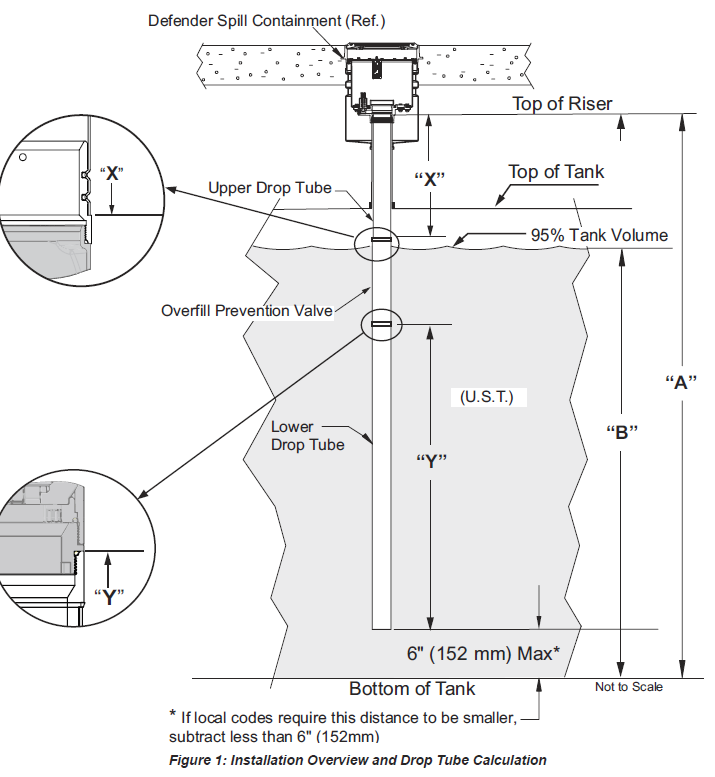 Defender Spill Containment (Ref.)
Top of Riser
“X”
“X”
Top of Tank
Upper Drop Tube
95% Tank Volume
Overfill Prevention Valve
“A”
(U.S.T.)
“B”
Lower
Drop Tube
“Y”
“Y”
6" (152 mm) Max*
Bottom of Tank
Not to Scale
* If local codes require this distance to be smaller,
subtract less than 6" (152mm)
Figure 1: Installation Overview and Drop Tube Calculation